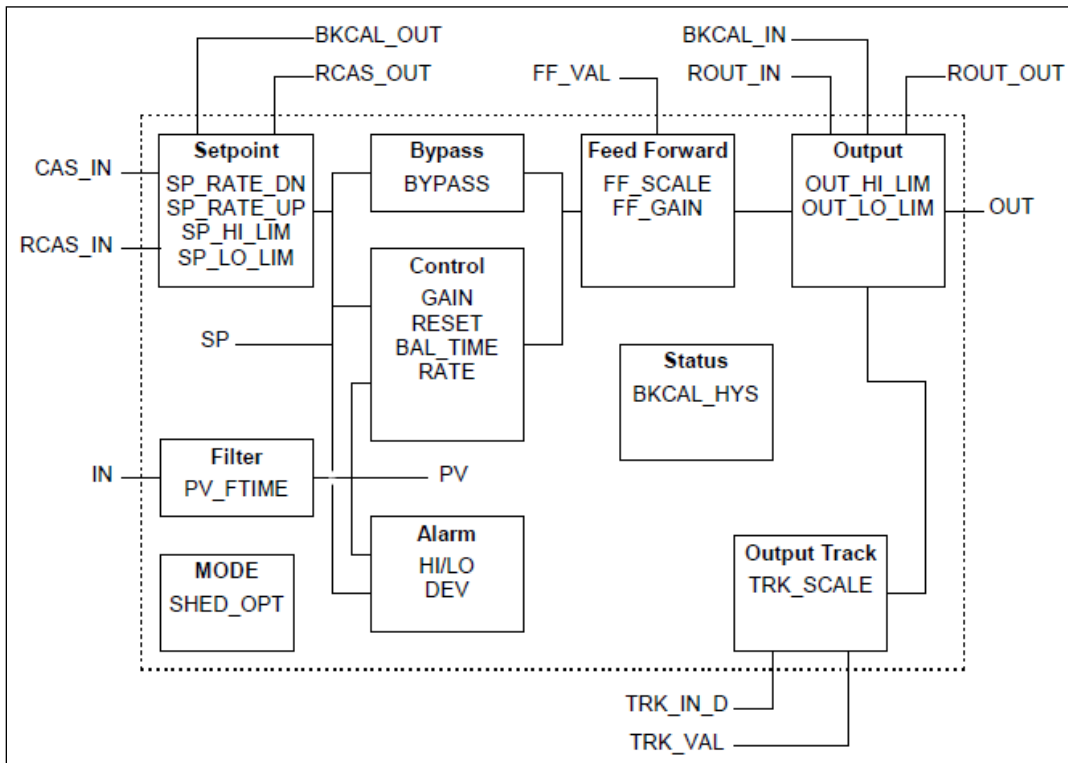 BKCAL_OUT
BKCAL_IN
RCAS_OUT
FF_VAL
ROUT_IN
ROUT_OUT
CAS_IN
RCAS_IN
Setpoint
SP_RATE_DN
SP_RATE_UP
SP_HI_LIM
SP_LO_LIM
Bypass
BYPASS
Feed Forward
FF_SCALE
FF_GAIN
Output
OUT_HI_LIM
OUT_LO_LIM
OUT
Control
GAIN
RESET
BAL_TIME
RATE
SP
Status
BKCAL_HYS
IN
Filter
PV_FTIME
PV
Alarm
HI/LO
DEV
MODE
SHED_OPT
Output Track
TRK_SCALE
TRK_IN_D
TRK_VAL